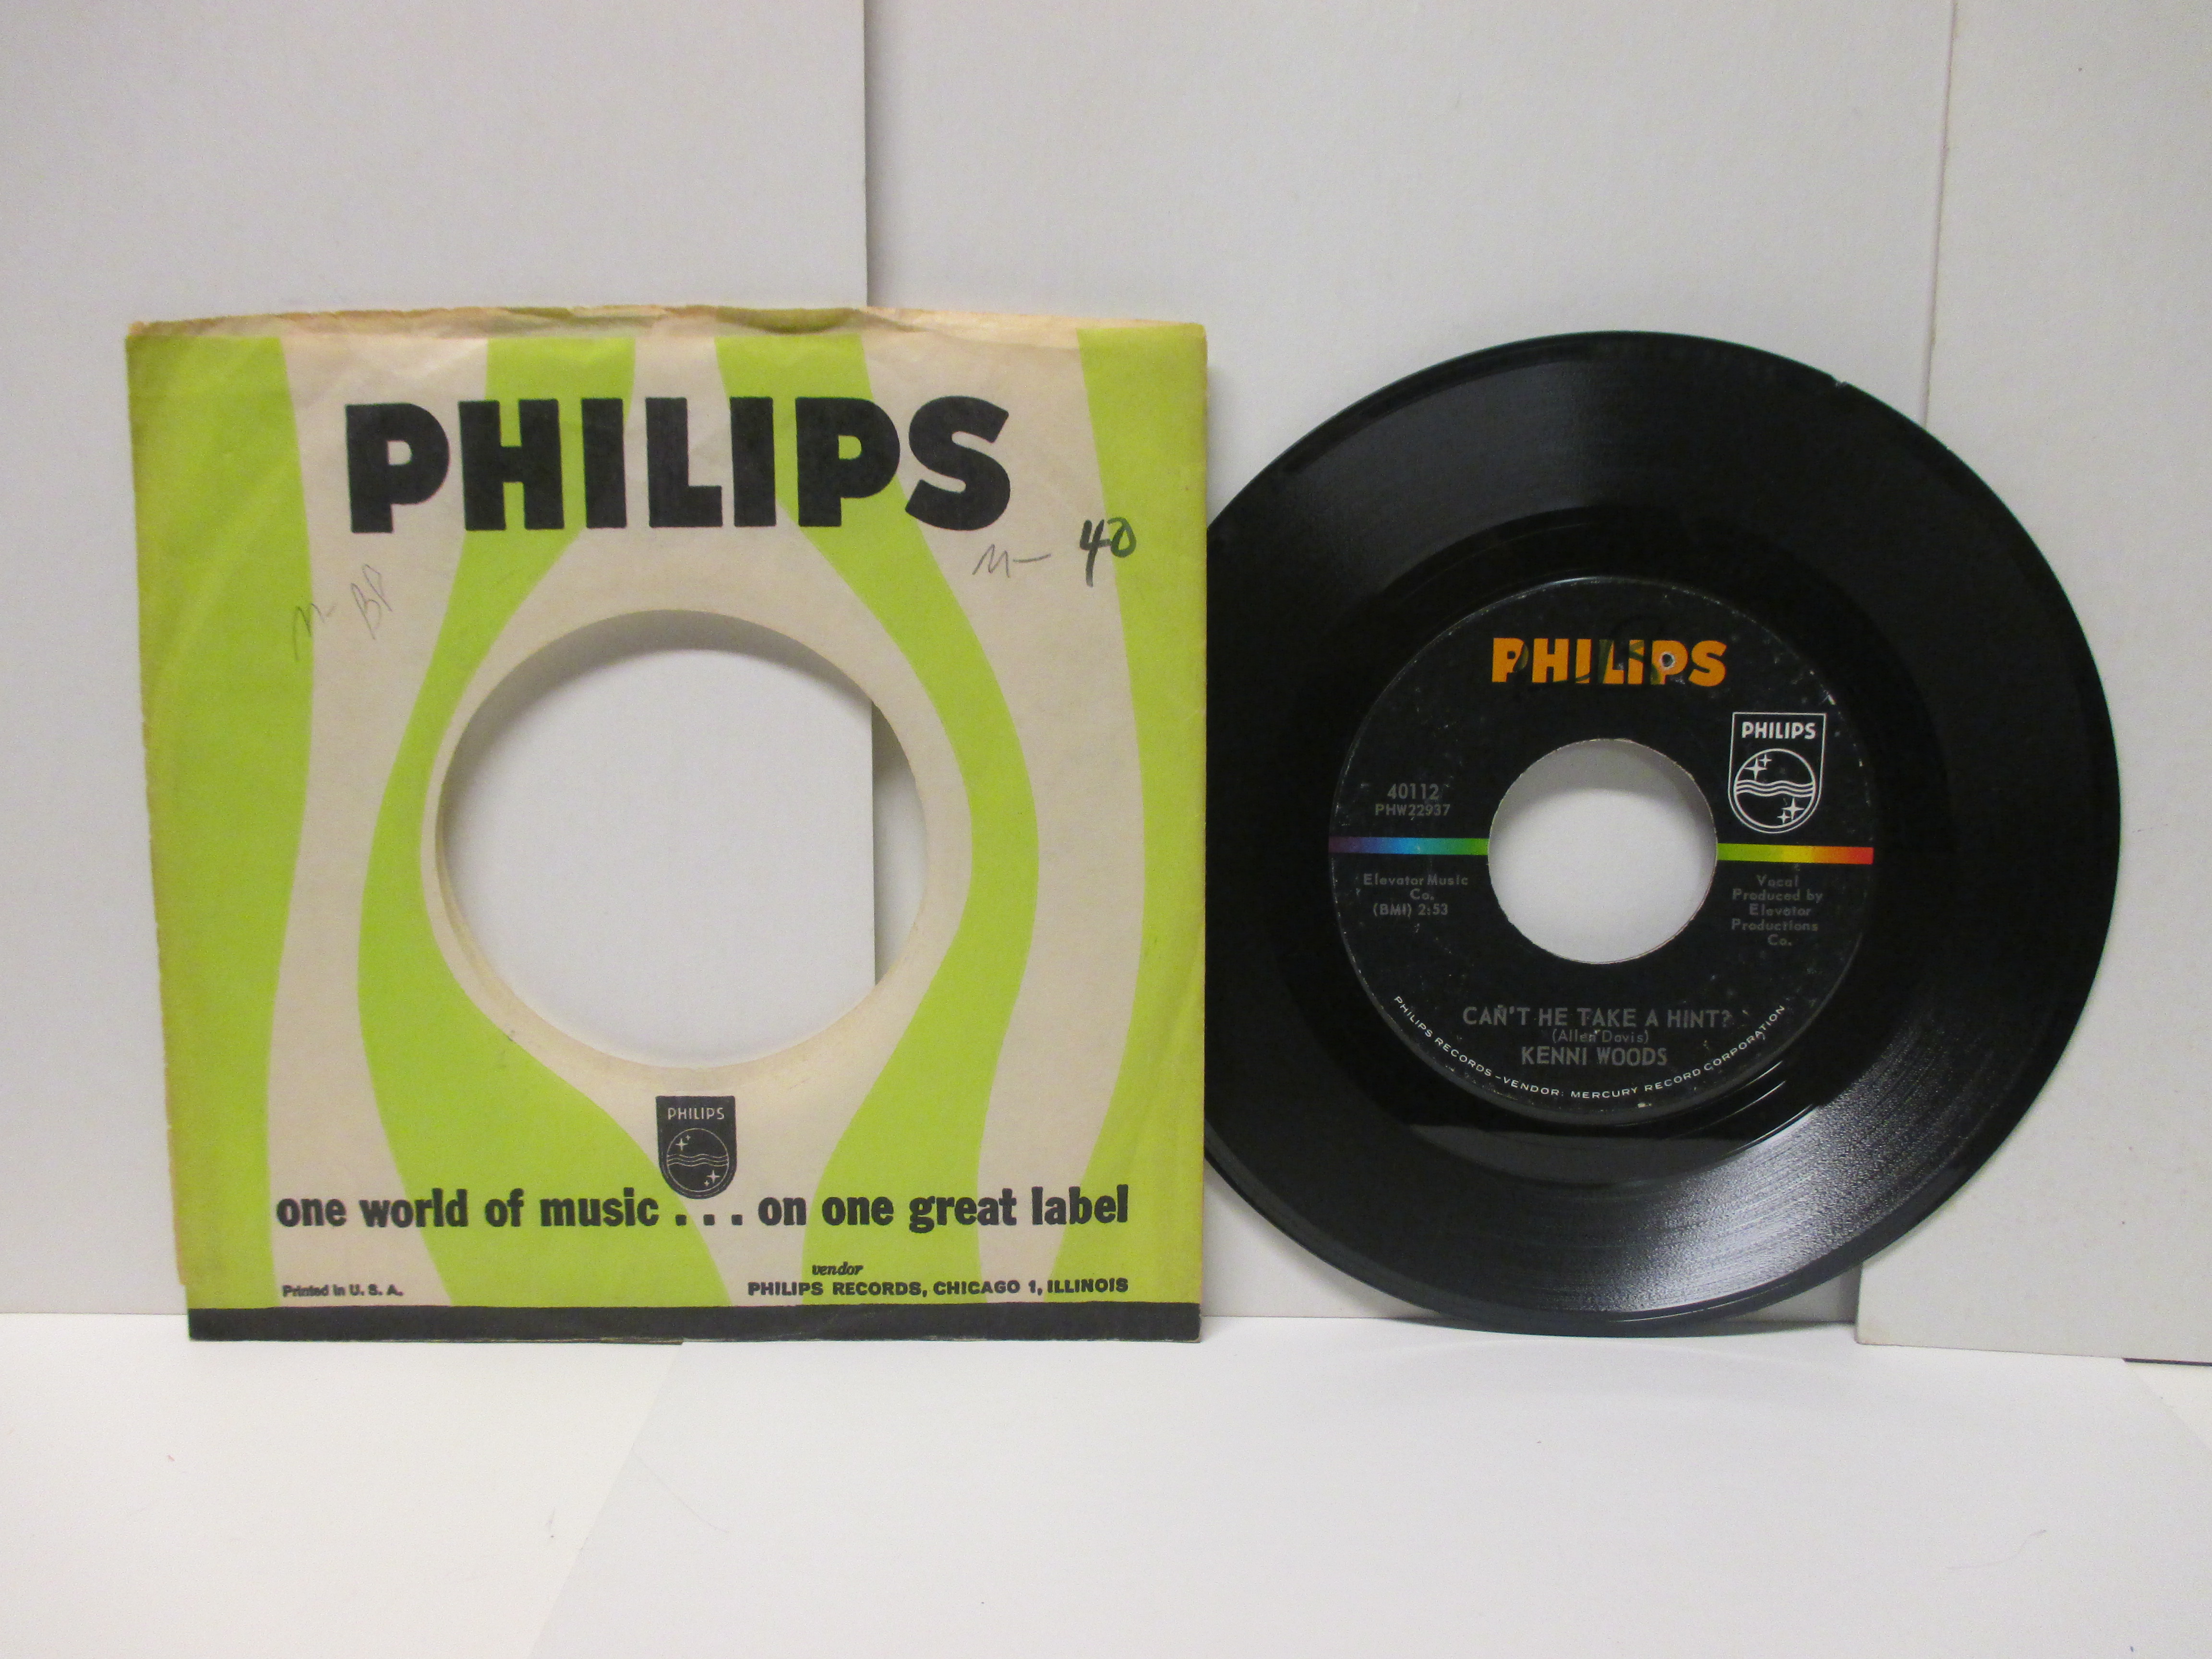 PHILIPS
M- 40
M- BP
PHILIPS
one world of music . . . on one great label
vendor
Printed in U. S. A.
PHILIPS RECORDS, CHICAGO 1, ILLINOIS
PHILIPS
PHILIPS
40112
PHW22937
Elevator Music
Co.
(BMI) 2:53
Vocal
Produced by
Elevator
Productions
Co.
CAN'T HE TAKE A HINT?
(Allen Davis)
KENNI WOODS
PHILIPS RECORDS – VENDOR: MERCURY RECORD CORPORATION